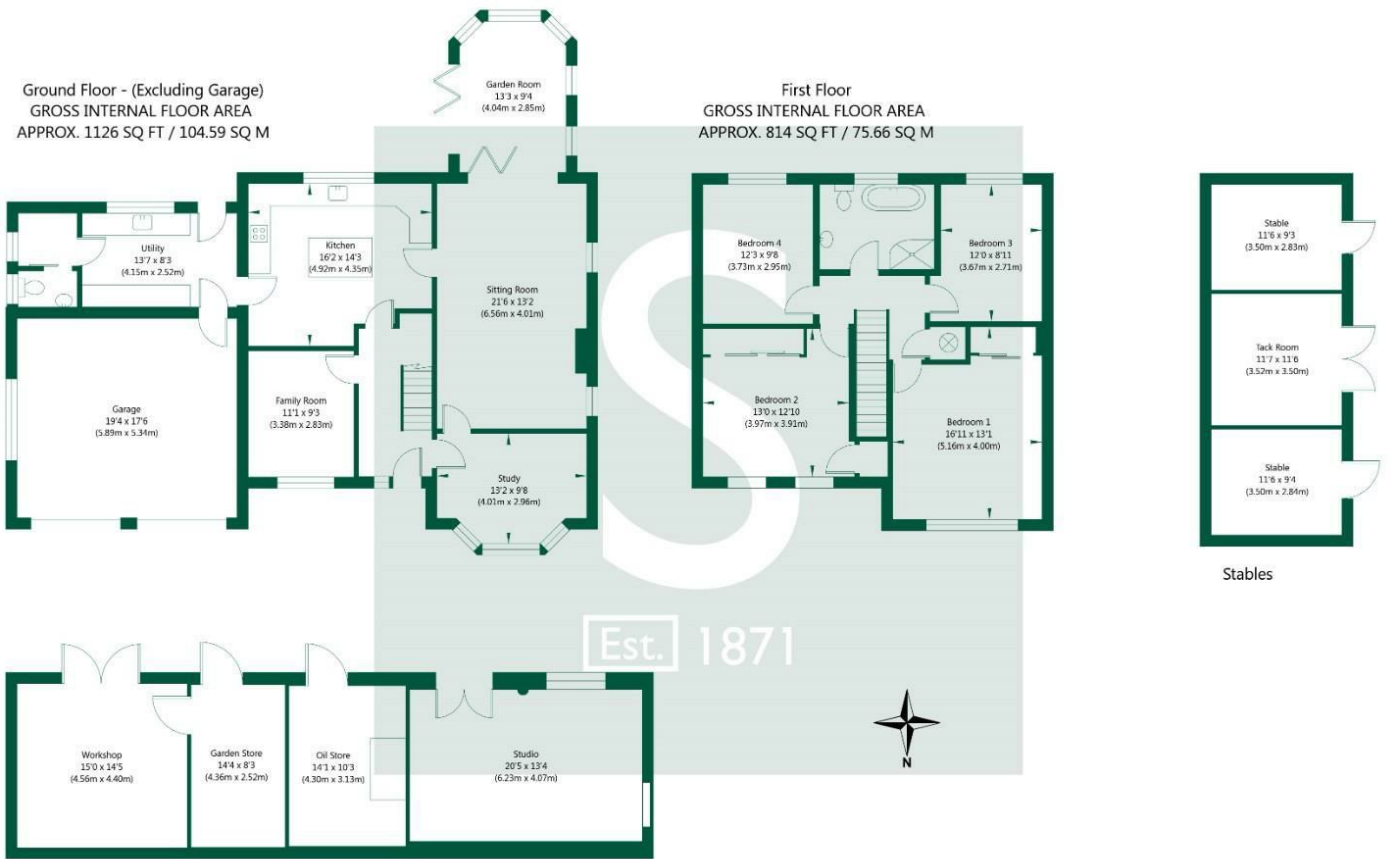 Ground Floor - (Excluding Garage)
GROSS INTERNAL FLOOR AREA
APPROX. 1126 SQ FT / 104.59 SQ M
Garden Room
13'3 x 9'4
(4.04m x 2.85m)
First Floor
GROSS INTERNAL FLOOR AREA
APPROX. 814 SQ FT / 75.66 SQ M
Utility
13'7 x 8'3
(4.15m x 2.52m)
Kitchen
16'2 x 14'3
(4.92m x 4.35m)
Sitting Room
21'6 x 13'2
(6.56m x 4.01m)
Garage
19'4 x 17'6
(5.89m x 5.34m)
Family Room
11'1 x 9'3
(3.38m x 2.83m)
Study
13'2 x 9'8
(4.01m x 2.96m)
Bedroom 4
12'3 x 9'8
(3.73m x 2.95m)
Bedroom 3
12'0 x 8'11
(3.67m x 2.71m)
Bedroom 2
13'0 x 12'10
(3.97m x 3.91m)
Bedroom 1
16'11 x 13'1
(5.16m x 4.00m)
Stable
11'6 x 9'3
(3.50m x 2.83m)
Tack Room
11'7 x 11'6
(3.52m x 3.50m)
Stable
11'6 x 9'4
(3.50m x 2.84m)
Stables
S
Est. 1871
Workshop
15'0 x 14'5
(4.56m x 4.40m)
Garden Store
14'4 x 8'3
(4.36m x 2.52m)
Oil Store
14'1 x 10'3
(4.30m x 3.13m)
Studio
20'5 x 13'4
(6.23m x 4.07m)
N